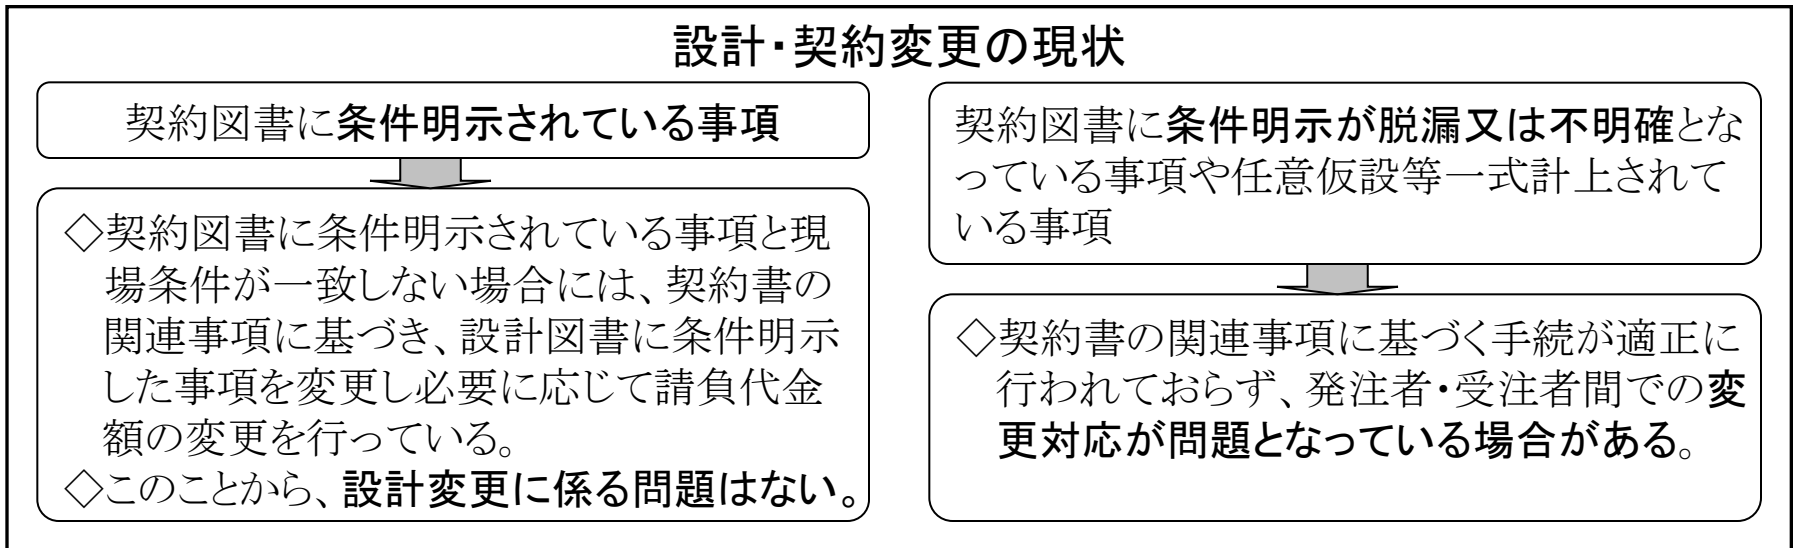 設計・契約変更の現状
契約図書に条件明示されている事項
◇契約図書に条件明示されている事項と現
場条件が一致しない場合には、契約書の
関連事項に基づき、設計図書に条件明示
した事項を変更し必要に応じて請負代金
額の変更を行っている。
◇このことから、設計変更に係る問題はない。
契約図書に条件明示が脱漏又は不明確とな
っている事項や任意仮設等一式計上されて
いる事項
◇契約書の関連事項に基づく手続が適正に
行われておらず、発注者・受注者間での変
更対応が問題となっている場合がある。